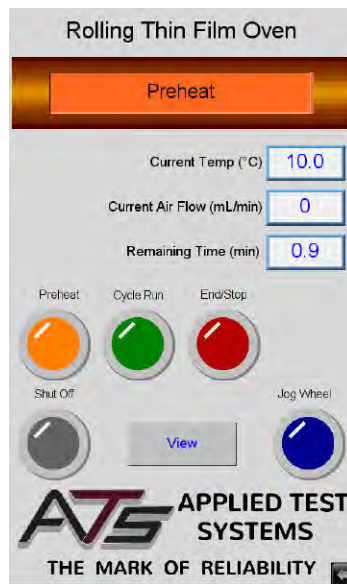 Rolling Thin Film Oven
Preheat
Current Temp (°C) 10.0
Current Air Flow (mL/min) 0
Remaining Time (min) 0.9
Preheat Cycle Run End/Stop
Shut Off Jog Wheel
View
ATS APPLIED TEST
SYSTEMS
THE MARK OF RELIABILITY